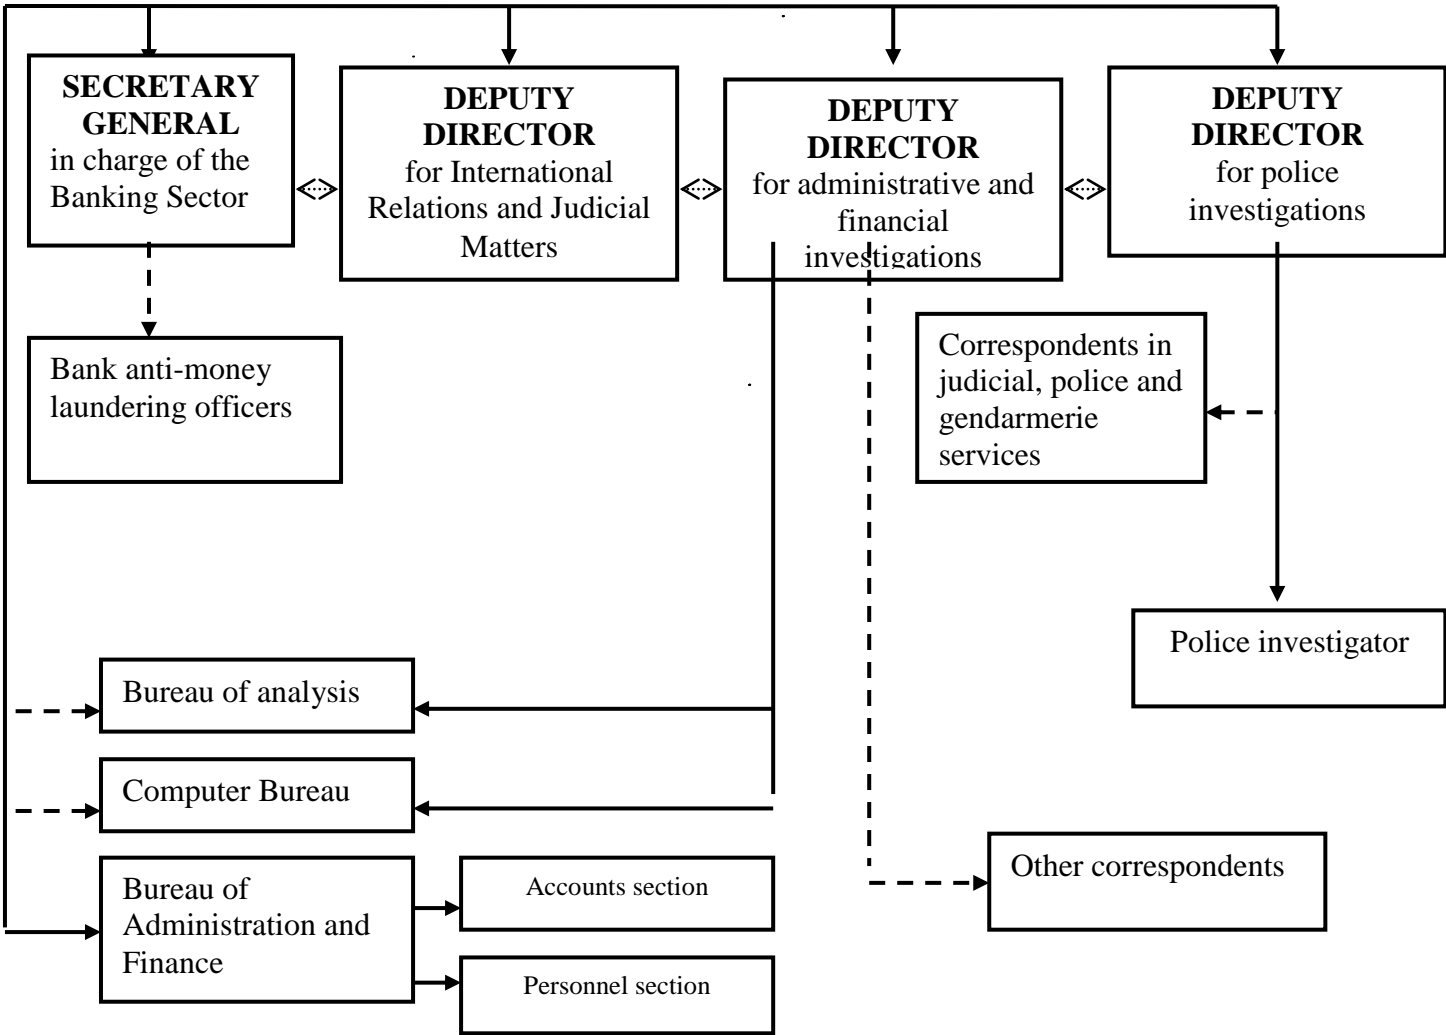 SECRETARY
GENERAL
in charge of the
Banking Sector
DEPUTY
DIRECTOR
for International
Relations and Judicial
Matters
DEPUTY
DIRECTOR
for administrative and
financial
investigations
DEPUTY
DIRECTOR
for police
investigations
Bank anti-money
laundering officers
Correspondents in
judicial, police and
gendarmerie
services
Police investigator
Bureau of analysis
Computer Bureau
Bureau of
Administration and
Finance
Accounts section
Personnel section
Other correspondents